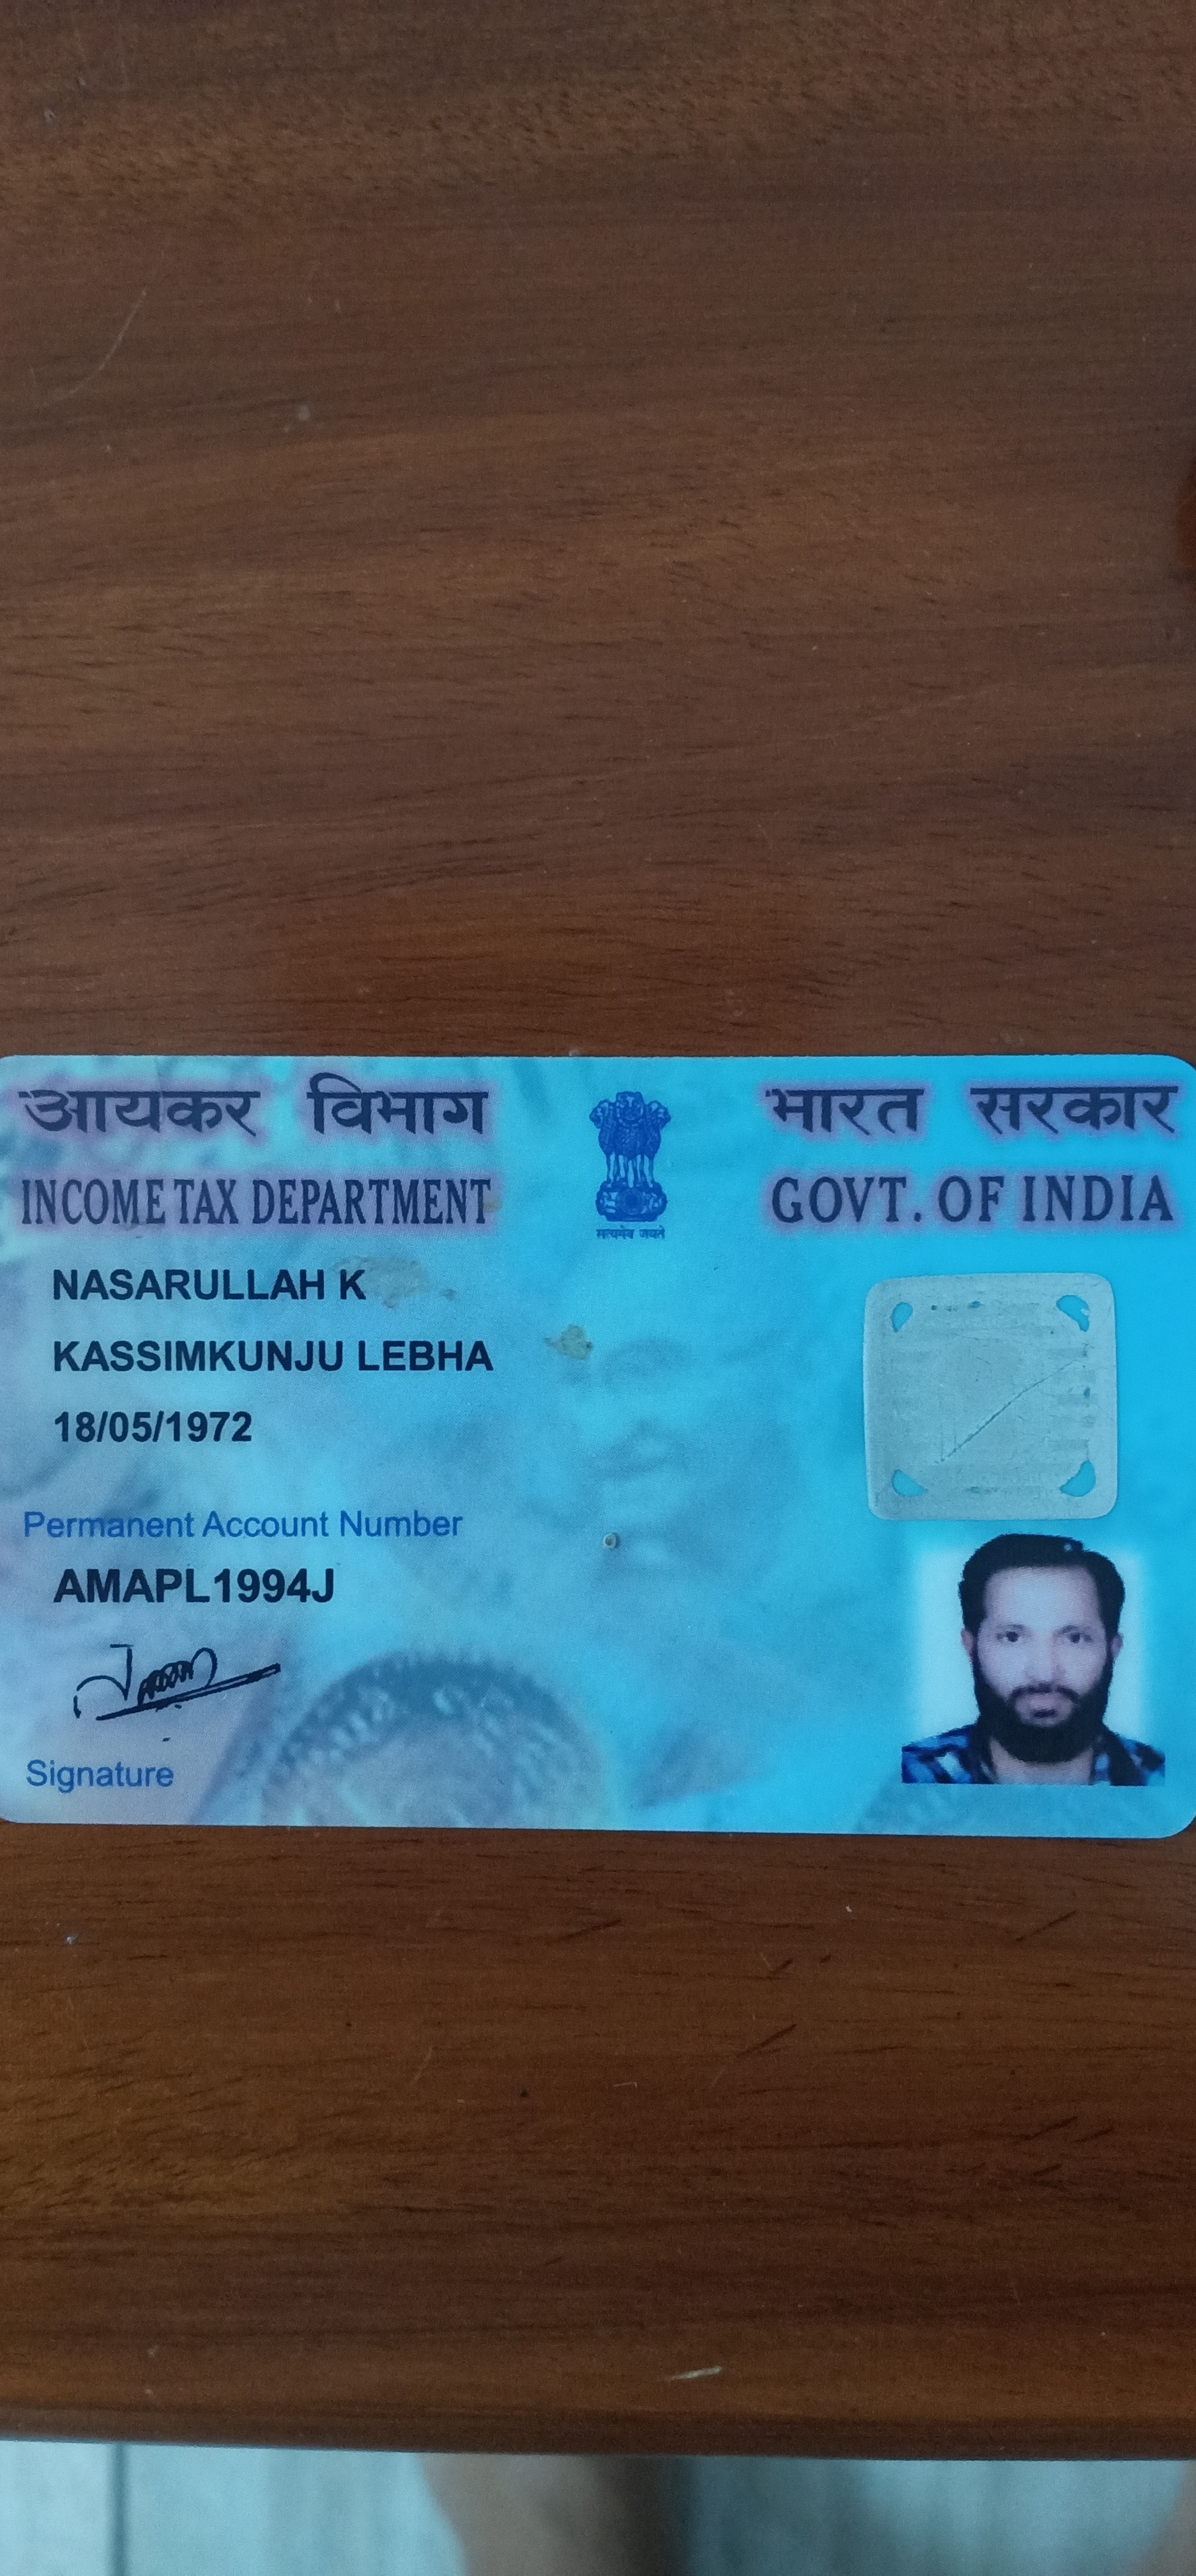 आयकर विभाग
INCOME TAX DEPARTMENT
भारत सरकार
GOVT. OF INDIA
सत्यमेव जयते
NASARULLAH K
KASSIMKUNJU LEBHA
18/05/1972
Permanent Account Number
AMAPL1994J
Signature